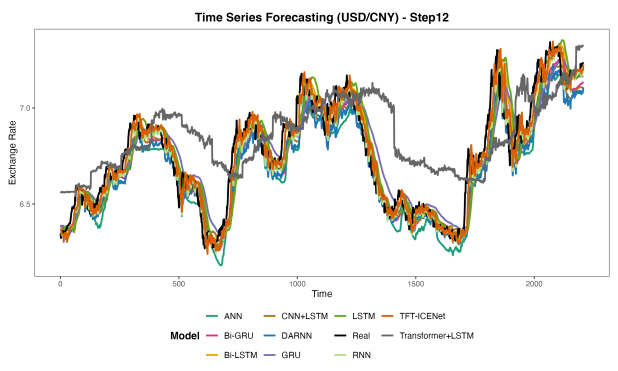 Time Series Forecasting (USD/CNY) - Step12
Exchange Rate
7.0
6.5
0 500 1000 1500 2000
Time
Model
ANN CNN+LSTM LSTM TFT-ICENet
Bi-GRU DARNN Real Transformer+LSTM
Bi-LSTM GRU RNN